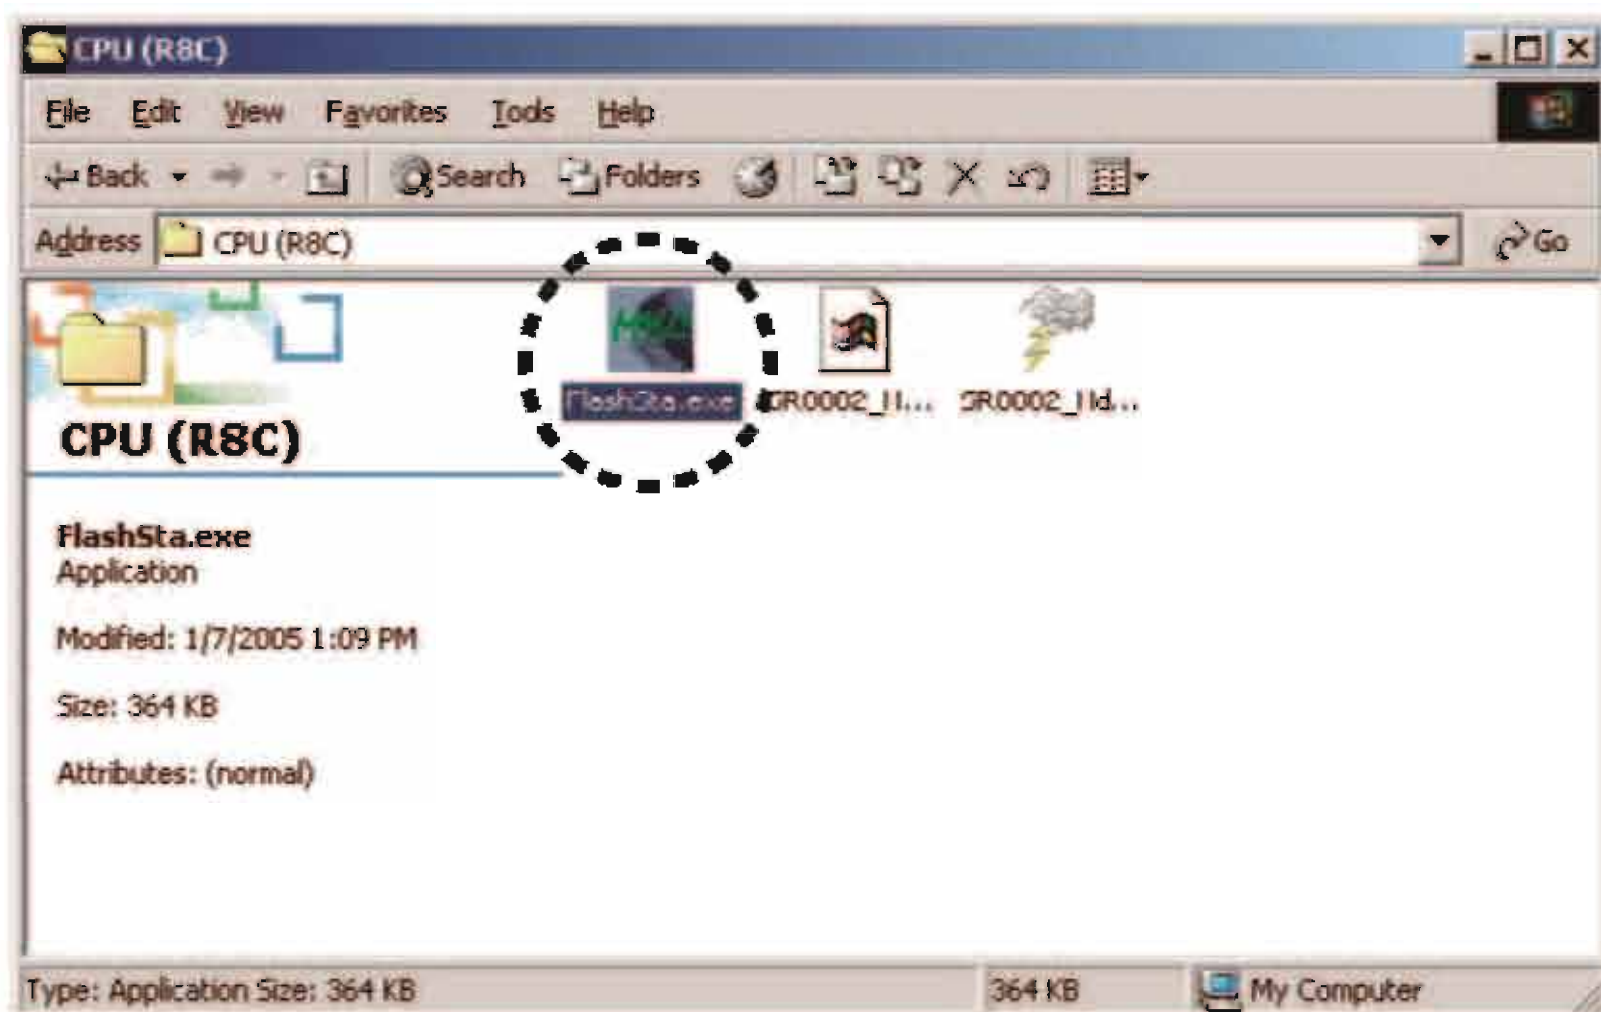 CPU (R8C)
File Edit View Favorites Tools Help
Back Search Folders
Address CPU (R8C) Go
FlashSta.exe
CPU (R8C)
FlashSta.exe
Application
Modified: 1/7/2005 1:09 PM
Size: 364 KB
Attributes: (normal)
Type: Application Size: 364 KB 364 KB My Computer